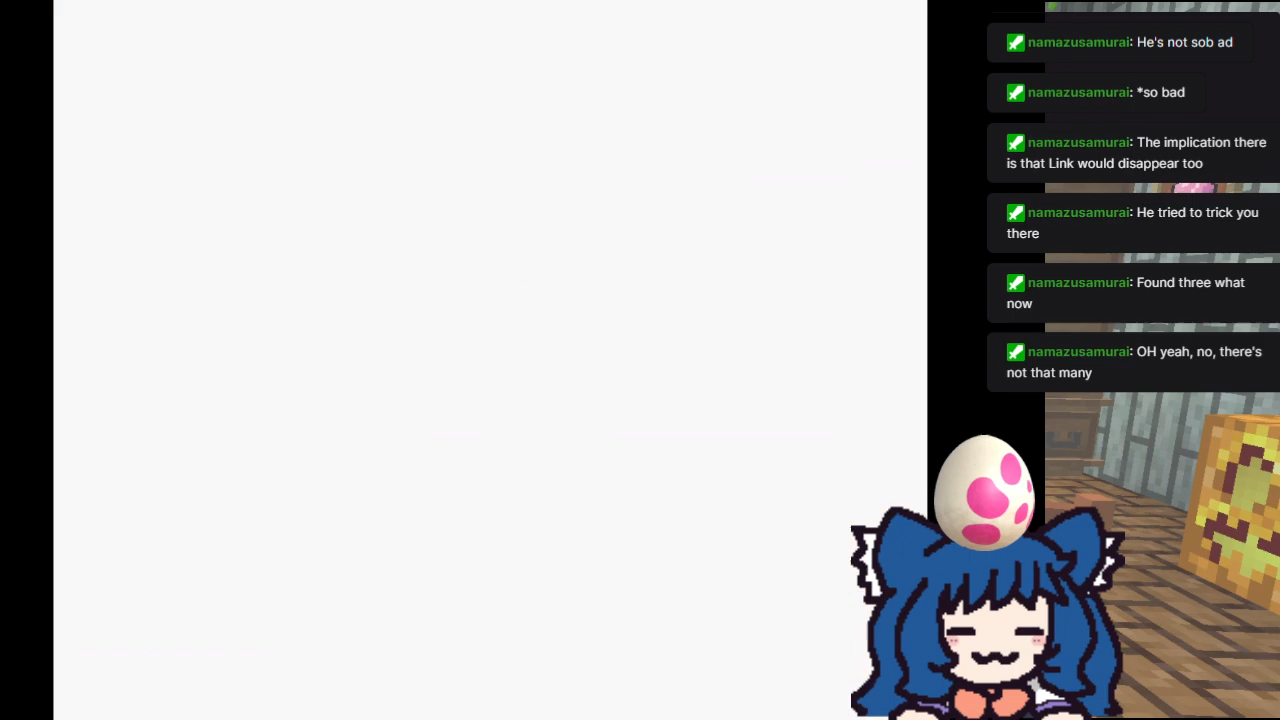 namazusamurai: He's not sob ad
namazusamurai: *so bad
namazusamurai: The implication there
is that Link would disappear too
namazusamurai: He tried to trick you
there
namazusamurai: Found three what
now
namazusamurai: OH yeah, no, there's
not that many